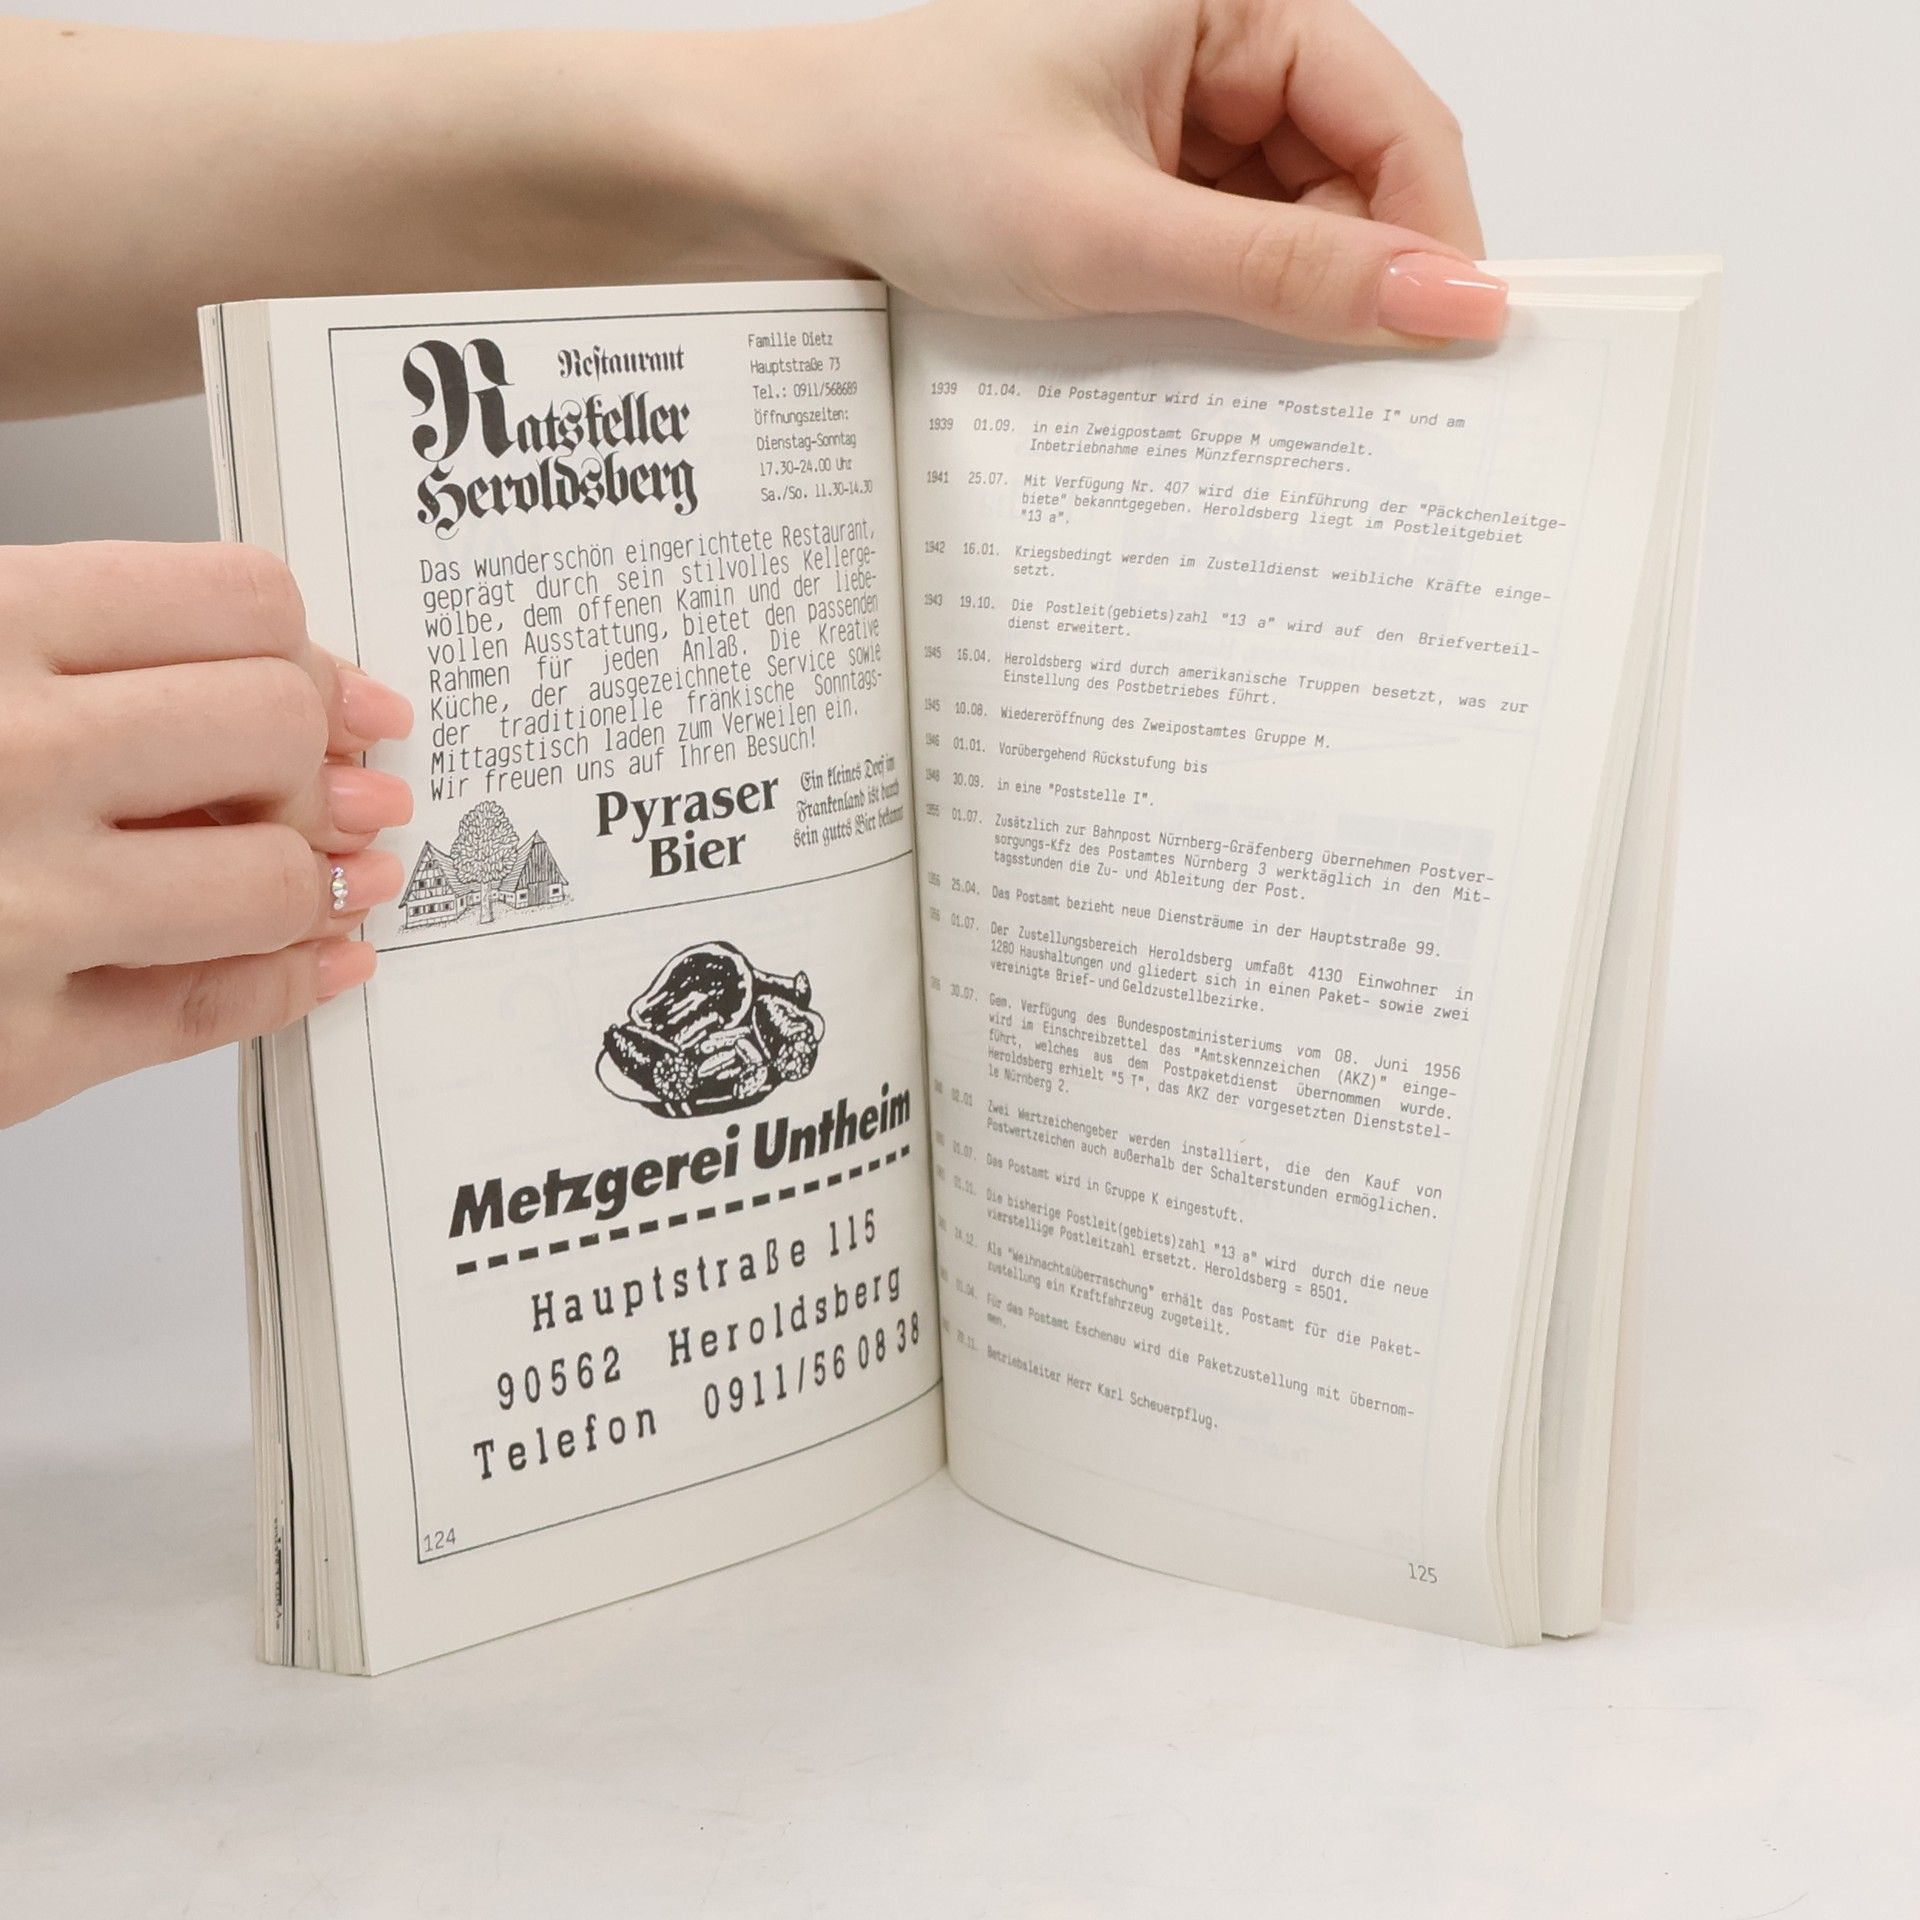 Restaurant
Ratskeller
Heroldsberg
Familie Dietz
Hauptstraße 73
Tel.: 0911/568689
Öffnungszeiten:
Dienstag-Sonntag
17.30-24.00 Uhr
Sa./So. 11.30-14.30
Das wunderschön eingerichtete Restaurant,
geprägt durch sein stilvolles Kellerge-
wölbe, dem offenen Kamin und der liebe-
vollen Ausstattung, bietet den passenden
Rahmen für jeden Anlaß. Die Kreative
Küche, der ausgezeichnete Service sowie
der traditionelle fränkische Sonntags-
Mittagstisch laden zum Verweilen ein.
Wir freuen uns auf Ihren Besuch!
Pyraser
Bier
Ein kleines Dorf im
Frankenland ist durch
sein gutes Bier bekannt
Metzgerei Untheim
Hauptstraße 115
90562 Heroldsberg
Telefon 0911/56 08 38
124
1939 01.04. Die Postagentur wird in eine "Poststelle I" und am
1939 01.09. in ein Zweigpostamt Gruppe M umgewandelt.
Inbetriebnahme eines Münzfernsprechers.
1941 25.07. Mit Verfügung Nr. 407 wird die Einführung der "Päckchenleitge-
biete" bekanntgegeben. Heroldsberg liegt im Postleitgebiet
"13 a".
1942 16.01. Kriegsbedingt werden im Zustelldienst weibliche Kräfte einge-
setzt.
1943 19.10. Die Postleit(gebiets)zahl "13 a" wird auf den Briefverteil-
dienst erweitert.
1945 16.04. Heroldsberg wird durch amerikanische Truppen besetzt, was zur
Einstellung des Postbetriebes führt.
1945 10.08. Wiedereröffnung des Zweipostamtes Gruppe M.
1946 01.01. Vorübergehend Rückstufung bis
1948 30.09. in eine "Poststelle I".
1955 01.07. Zusätzlich zur Bahnpost Nürnberg-Gräfenberg übernehmen Postver-
sorgungs-Kfz des Postamtes Nürnberg 3 werktäglich in den Mit-
tagsstunden die Zu- und Ableitung der Post.
1956 25.04. Das Postamt bezieht neue Diensträume in der Hauptstraße 99.
1956 01.07. Der Zustellungsbereich Heroldsberg umfaßt 4130 Einwohner in
1280 Haushaltungen und gliedert sich in einen Paket- sowie zwei
vereinigte Brief- und Geldzustellbezirke.
1956 30.07. Gem. Verfügung des Bundespostministeriums vom 08. Juni 1956
wird im Einschreibzettel das "Amtskennzeichen (AKZ)" einge-
führt, welches aus dem Postpaketdienst übernommen wurde.
Heroldsberg erhielt "5 T", das AKZ der vorgesetzten Dienststel-
le Nürnberg 2.
02.01 Zwei Wertzeichengeber werden installiert, die den Kauf von
Postwertzeichen auch außerhalb der Schalterstunden ermöglichen.
01.07. Das Postamt wird in Gruppe K eingestuft.
01.11. Die bisherige Postleit(gebiets)zahl "13 a" wird durch die neue
vierstellige Postleitzahl ersetzt. Heroldsberg = 8501.
14.12. Als "Weihnachtsüberraschung" erhält das Postamt für die Paket-
zustellung ein Kraftfahrzeug zugeteilt.
01.04. Für das Postamt Eschenau wird die Paketzustellung mit übernom-
men.
Betriebsleiter Herr Karl Scheuerpflug.
125